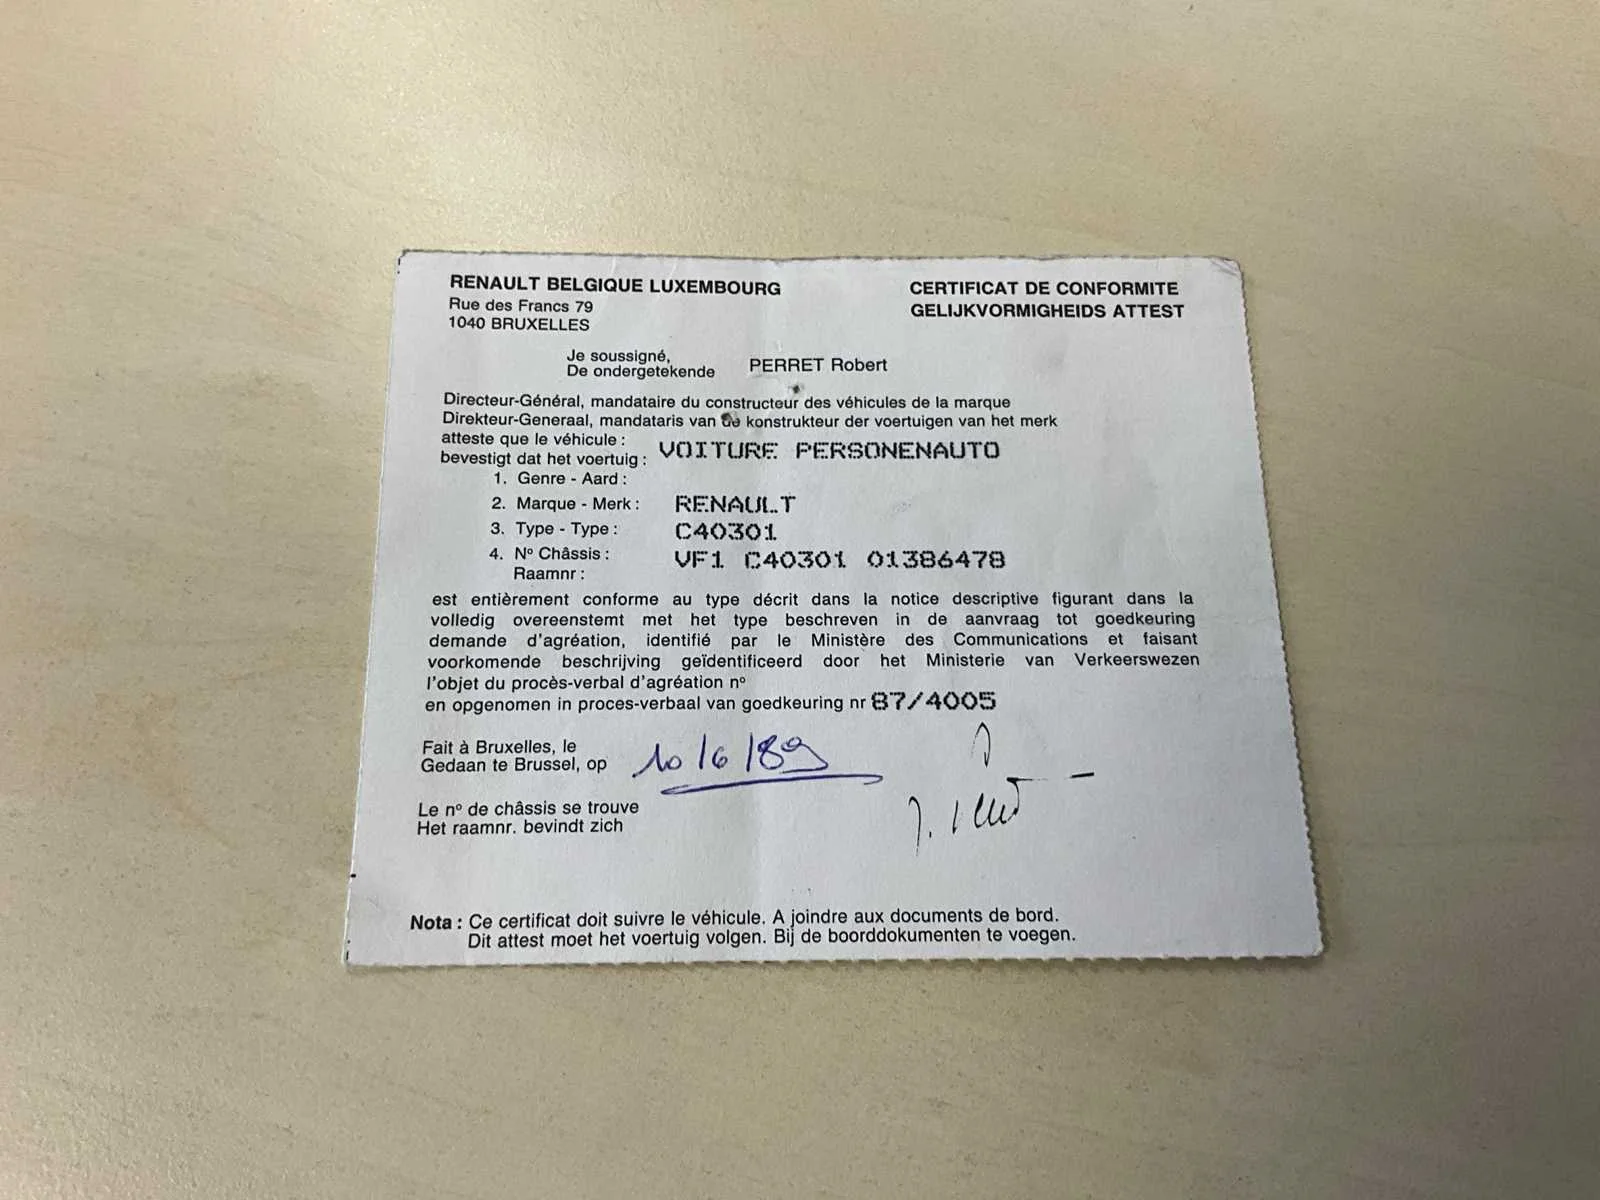 RENAULT BELGIQUE LUXEMBOURG
Rue des Francs 79
1040 BRUXELLES
CERTIFICAT DE CONFORMITE
GELIJKVORMIGHEIDS ATTEST
Je soussigné,
De ondergetekende
PERRET Robert
Directeur-Général, mandataire du constructeur des véhicules de la marque
Direkteur-Generaal, mandataris van de konstrukteur der voertuigen van het merk
atteste que le véhicule :
bevestigt dat het voertuig :
VOITURE PERSONENAUTO
1. Genre - Aard :
2. Marque - Merk : RENAULT
3. Type - Type : C40301
4. Nº Châssis : VF1 C40301 01386478
Raamnr :
est entièrement conforme au type décrit dans la notice descriptive figurant dans la
volledig overeenstemt met het type beschreven in de aanvraag tot goedkeuring
demande d'agréation, identifié par le Ministère des Communications et faisant
voorkomende beschrijving geïdentificeerd door het Ministerie van Verkeerswezen
l'objet du procès-verbal d'agréation nº
en opgenomen in proces-verbaal van goedkeuring nr 87/4005
Fait à Bruxelles, le
Gedaan te Brussel, op
10/6/89
Le nº de châssis se trouve
Het raamnr. bevindt zich
Nota : Ce certificat doit suivre le véhicule. A joindre aux documents de bord.
Dit attest moet het voertuig volgen. Bij de boorddokumenten te voegen.